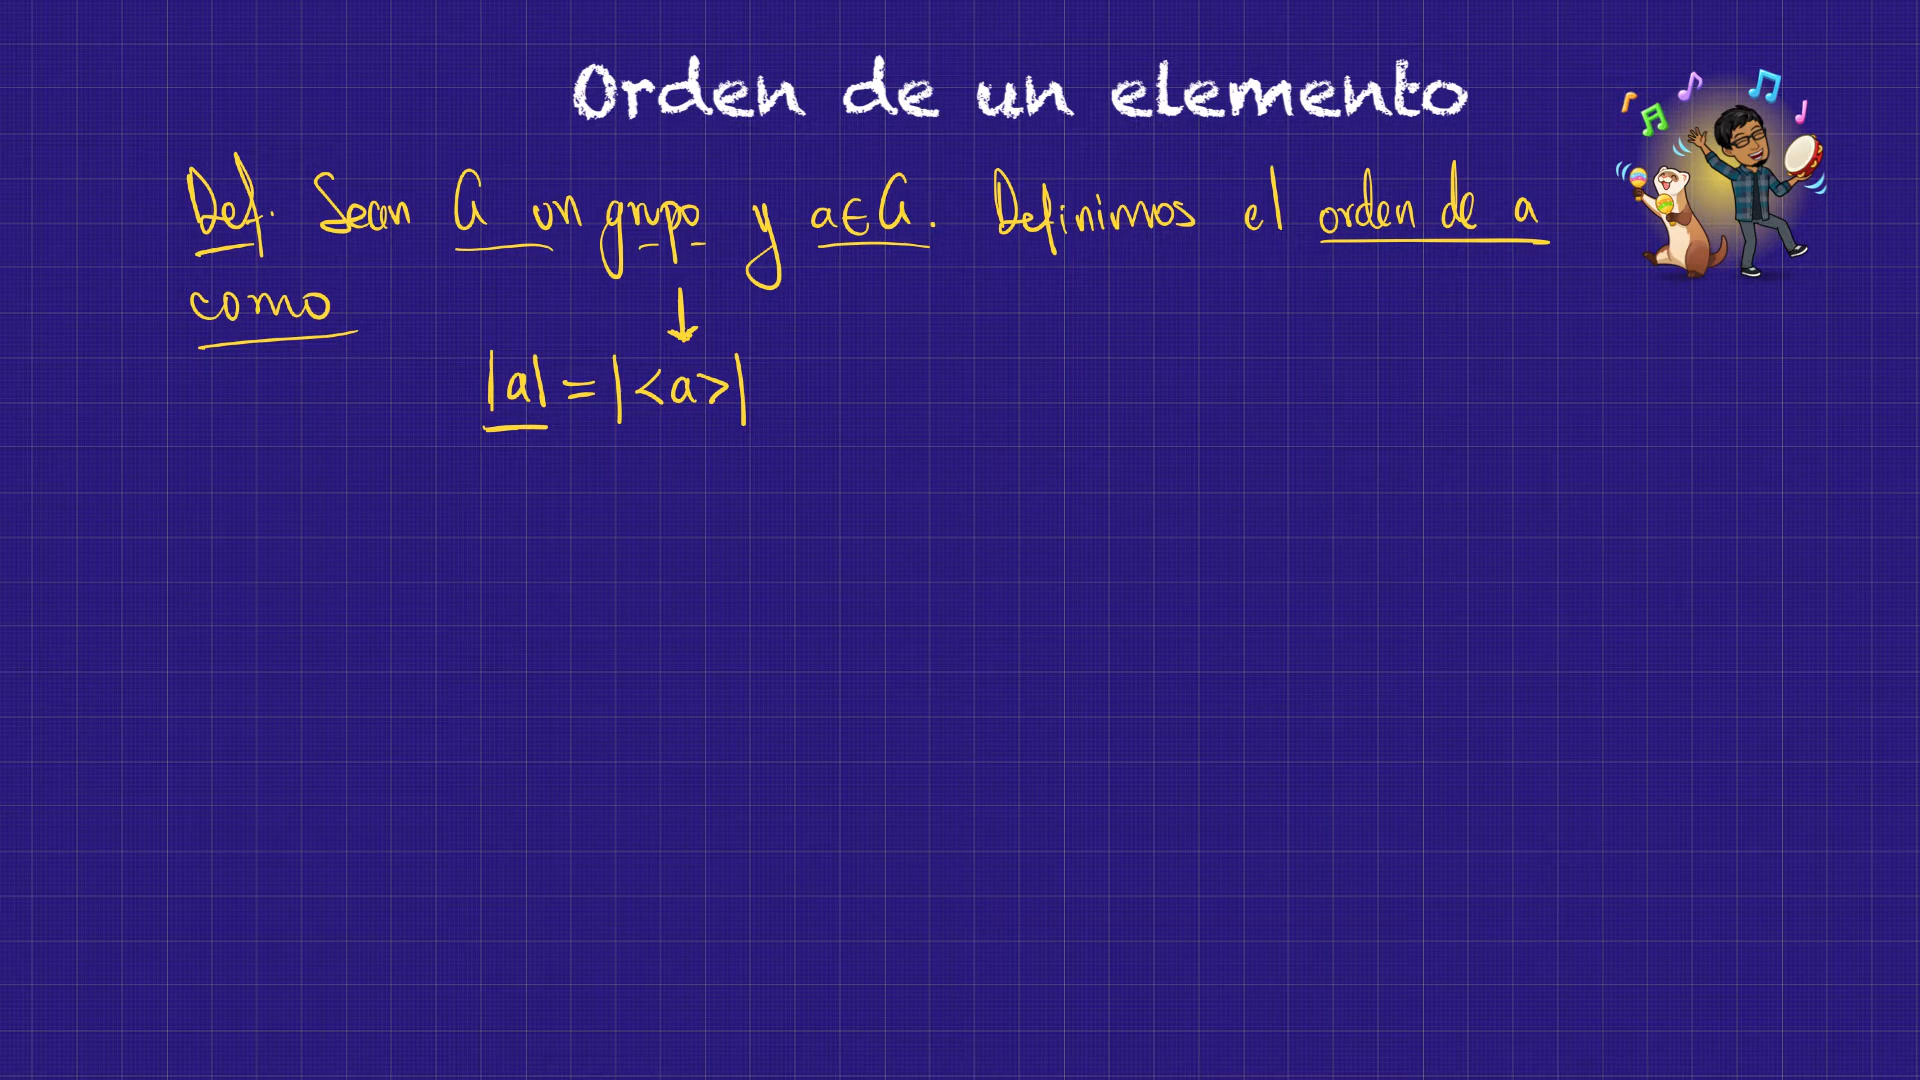 Orden de un elemento
Def. Sean G un grupo y a∈G. Definimos el orden de a
como
|a| = |<a>|